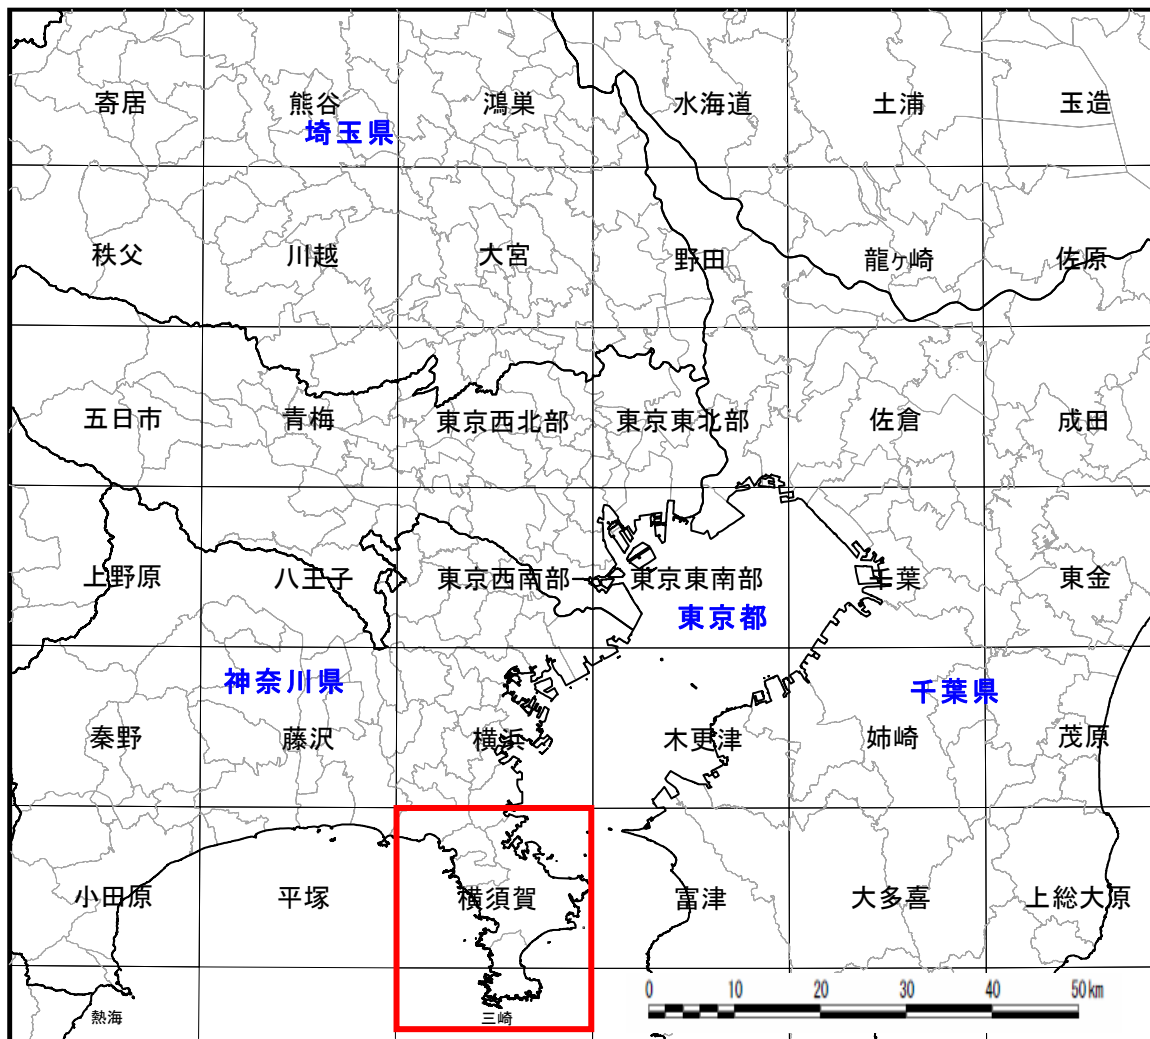 寄居
熊谷
鴻巣
水海道
土浦
玉造
埼玉県
秩父
川越
大宮
野田
龍ヶ崎
佐原
五日市
青梅
東京西北部
東京東北部
佐倉
成田
上野原
八王子
東京西南部
東京東南部
千葉
東金
東京都
神奈川県
千葉県
秦野
藤沢
横浜
木更津
姉崎
茂原
小田原
平塚
横須賀
富津
大多喜
上総大原
0 10 20 30 40 50km
熱海
三崎